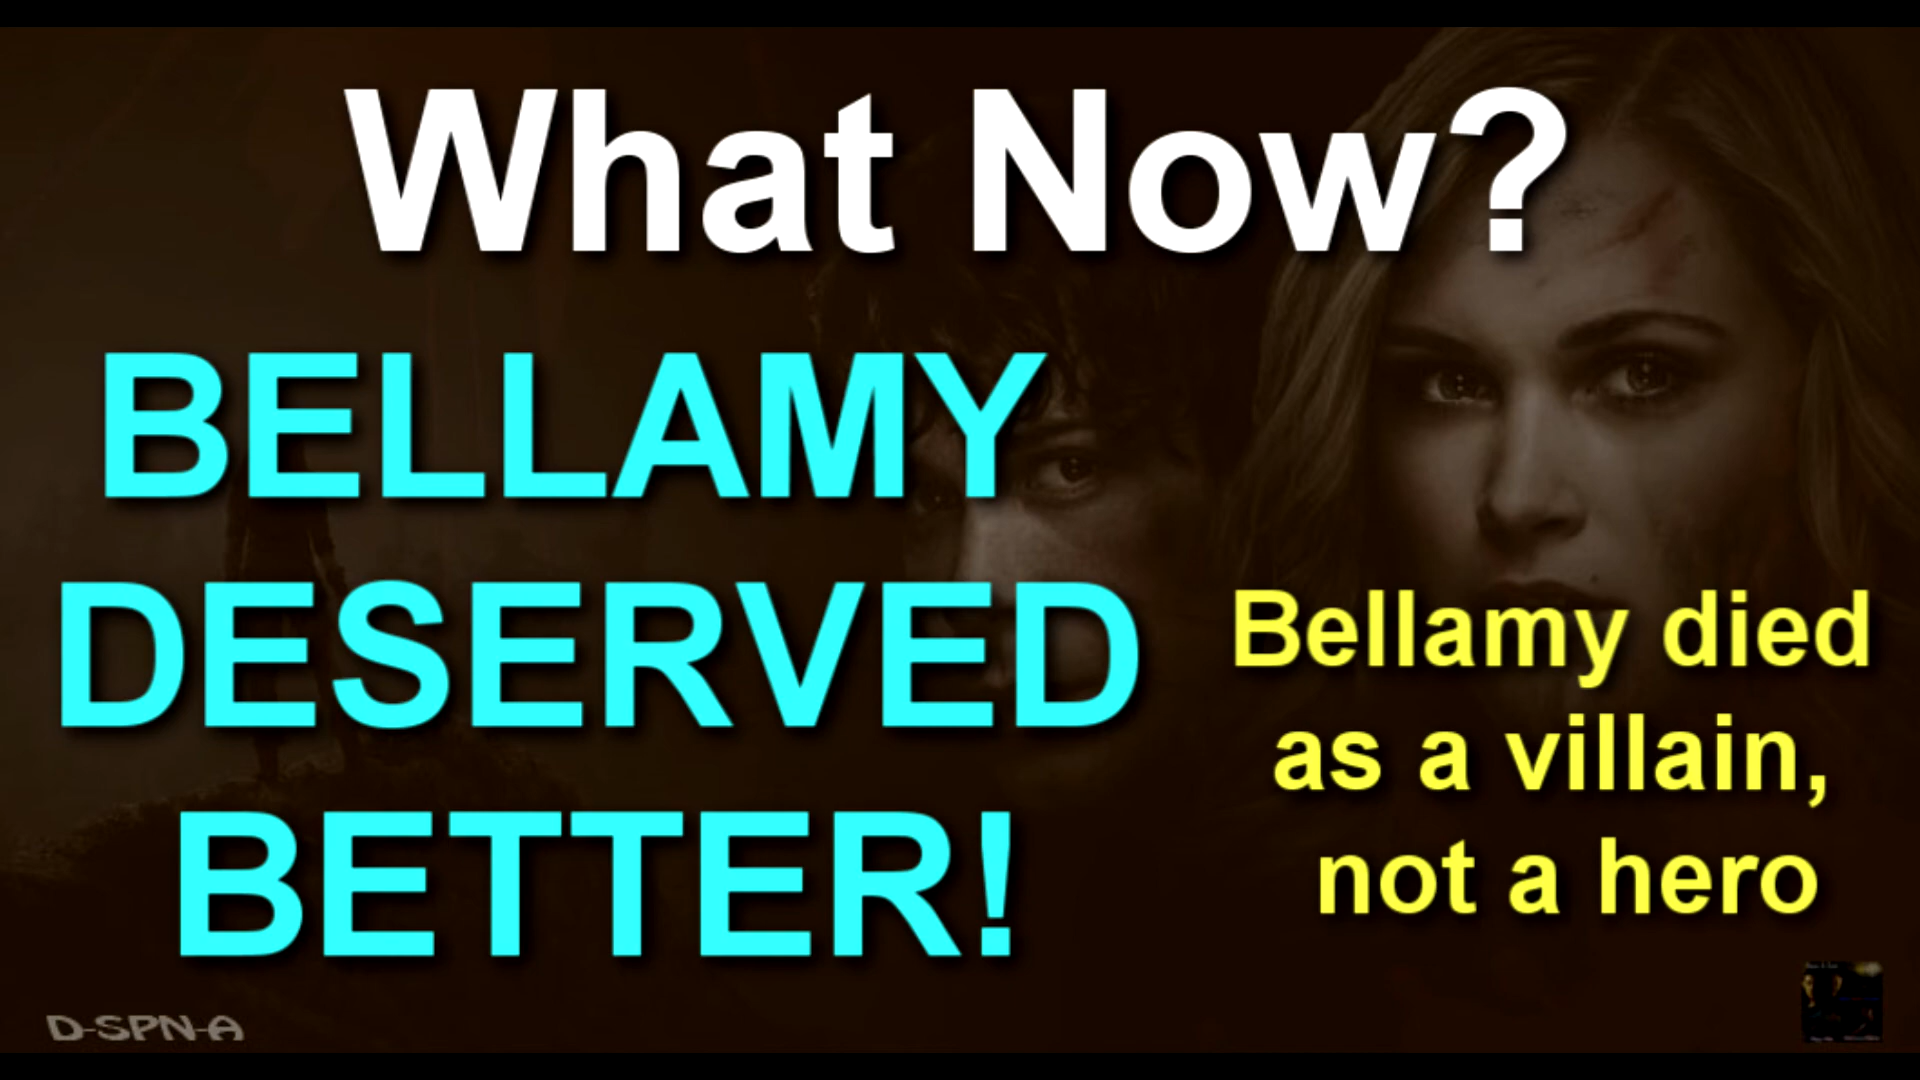 What Now?
BELLAMY
DESERVED
BETTER!
Bellamy died
as a villain,
not a hero
D-SPN-A